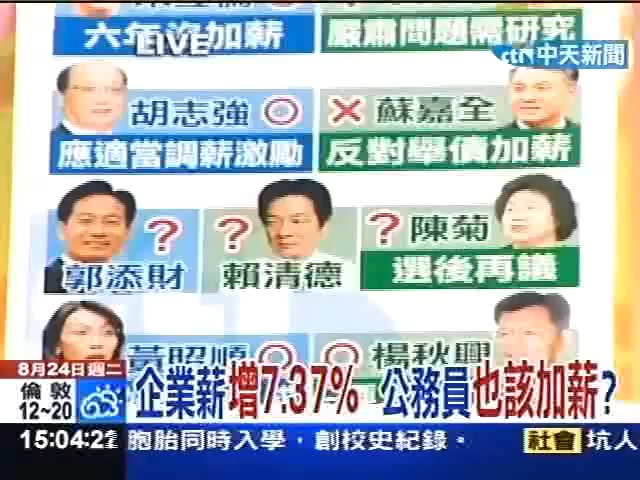 六年沒加薪
嚴肅問題需研究
LIVE
ctn中天新聞
胡志強 ○
× 蘇嘉全
應適當調薪激勵
反對舉債加薪
? 郭添財
? 賴清德
? 陳菊
選後再議
黃昭順 ○
○ 楊秋興
8月24日週二
倫敦
12~20
企業薪增7.37% 公務員也該加薪?
15:04:21
胞胎同時入學,創校史紀錄。 社會 坑人